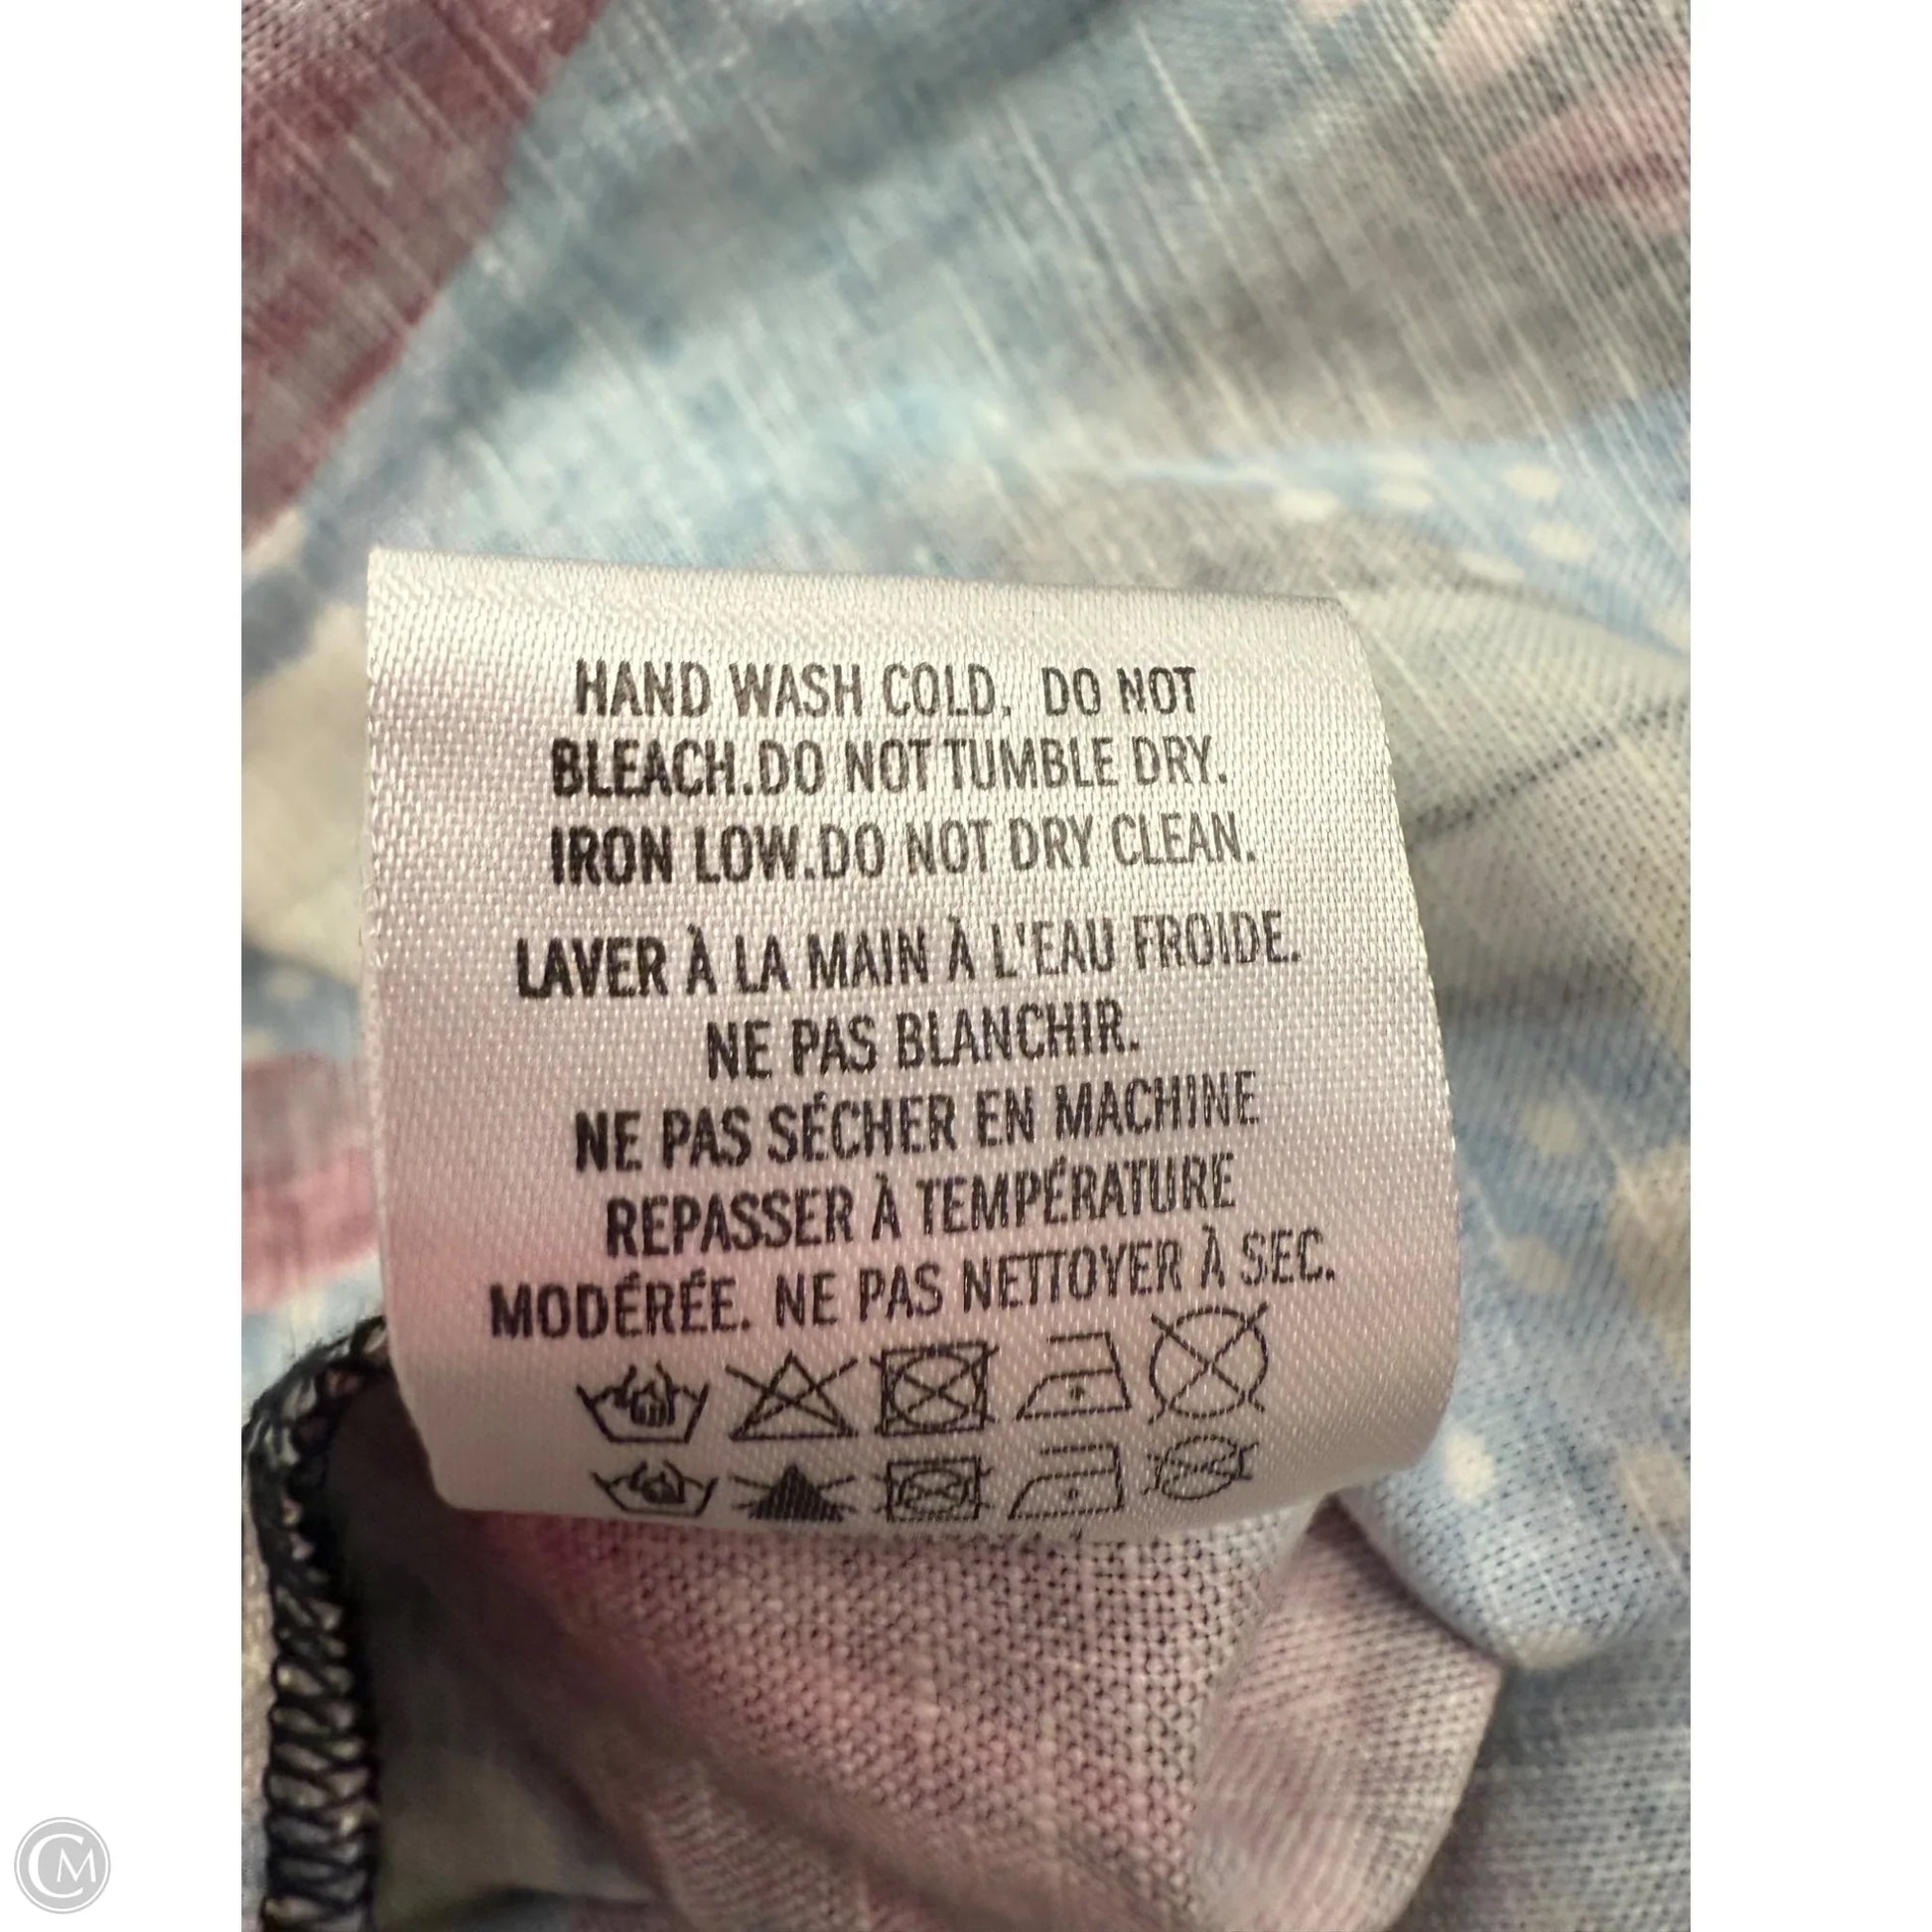 HAND WASH COLD. DO NOT
BLEACH.DO NOT TUMBLE DRY.
IRON LOW.DO NOT DRY CLEAN.
LAVER À LA MAIN À L'EAU FROIDE.
NE PAS BLANCHIR.
NE PAS SÉCHER EN MACHINE
REPASSER À TEMPÉRATURE
MODÉRÉE. NE PAS NETTOYER À SEC.
CM